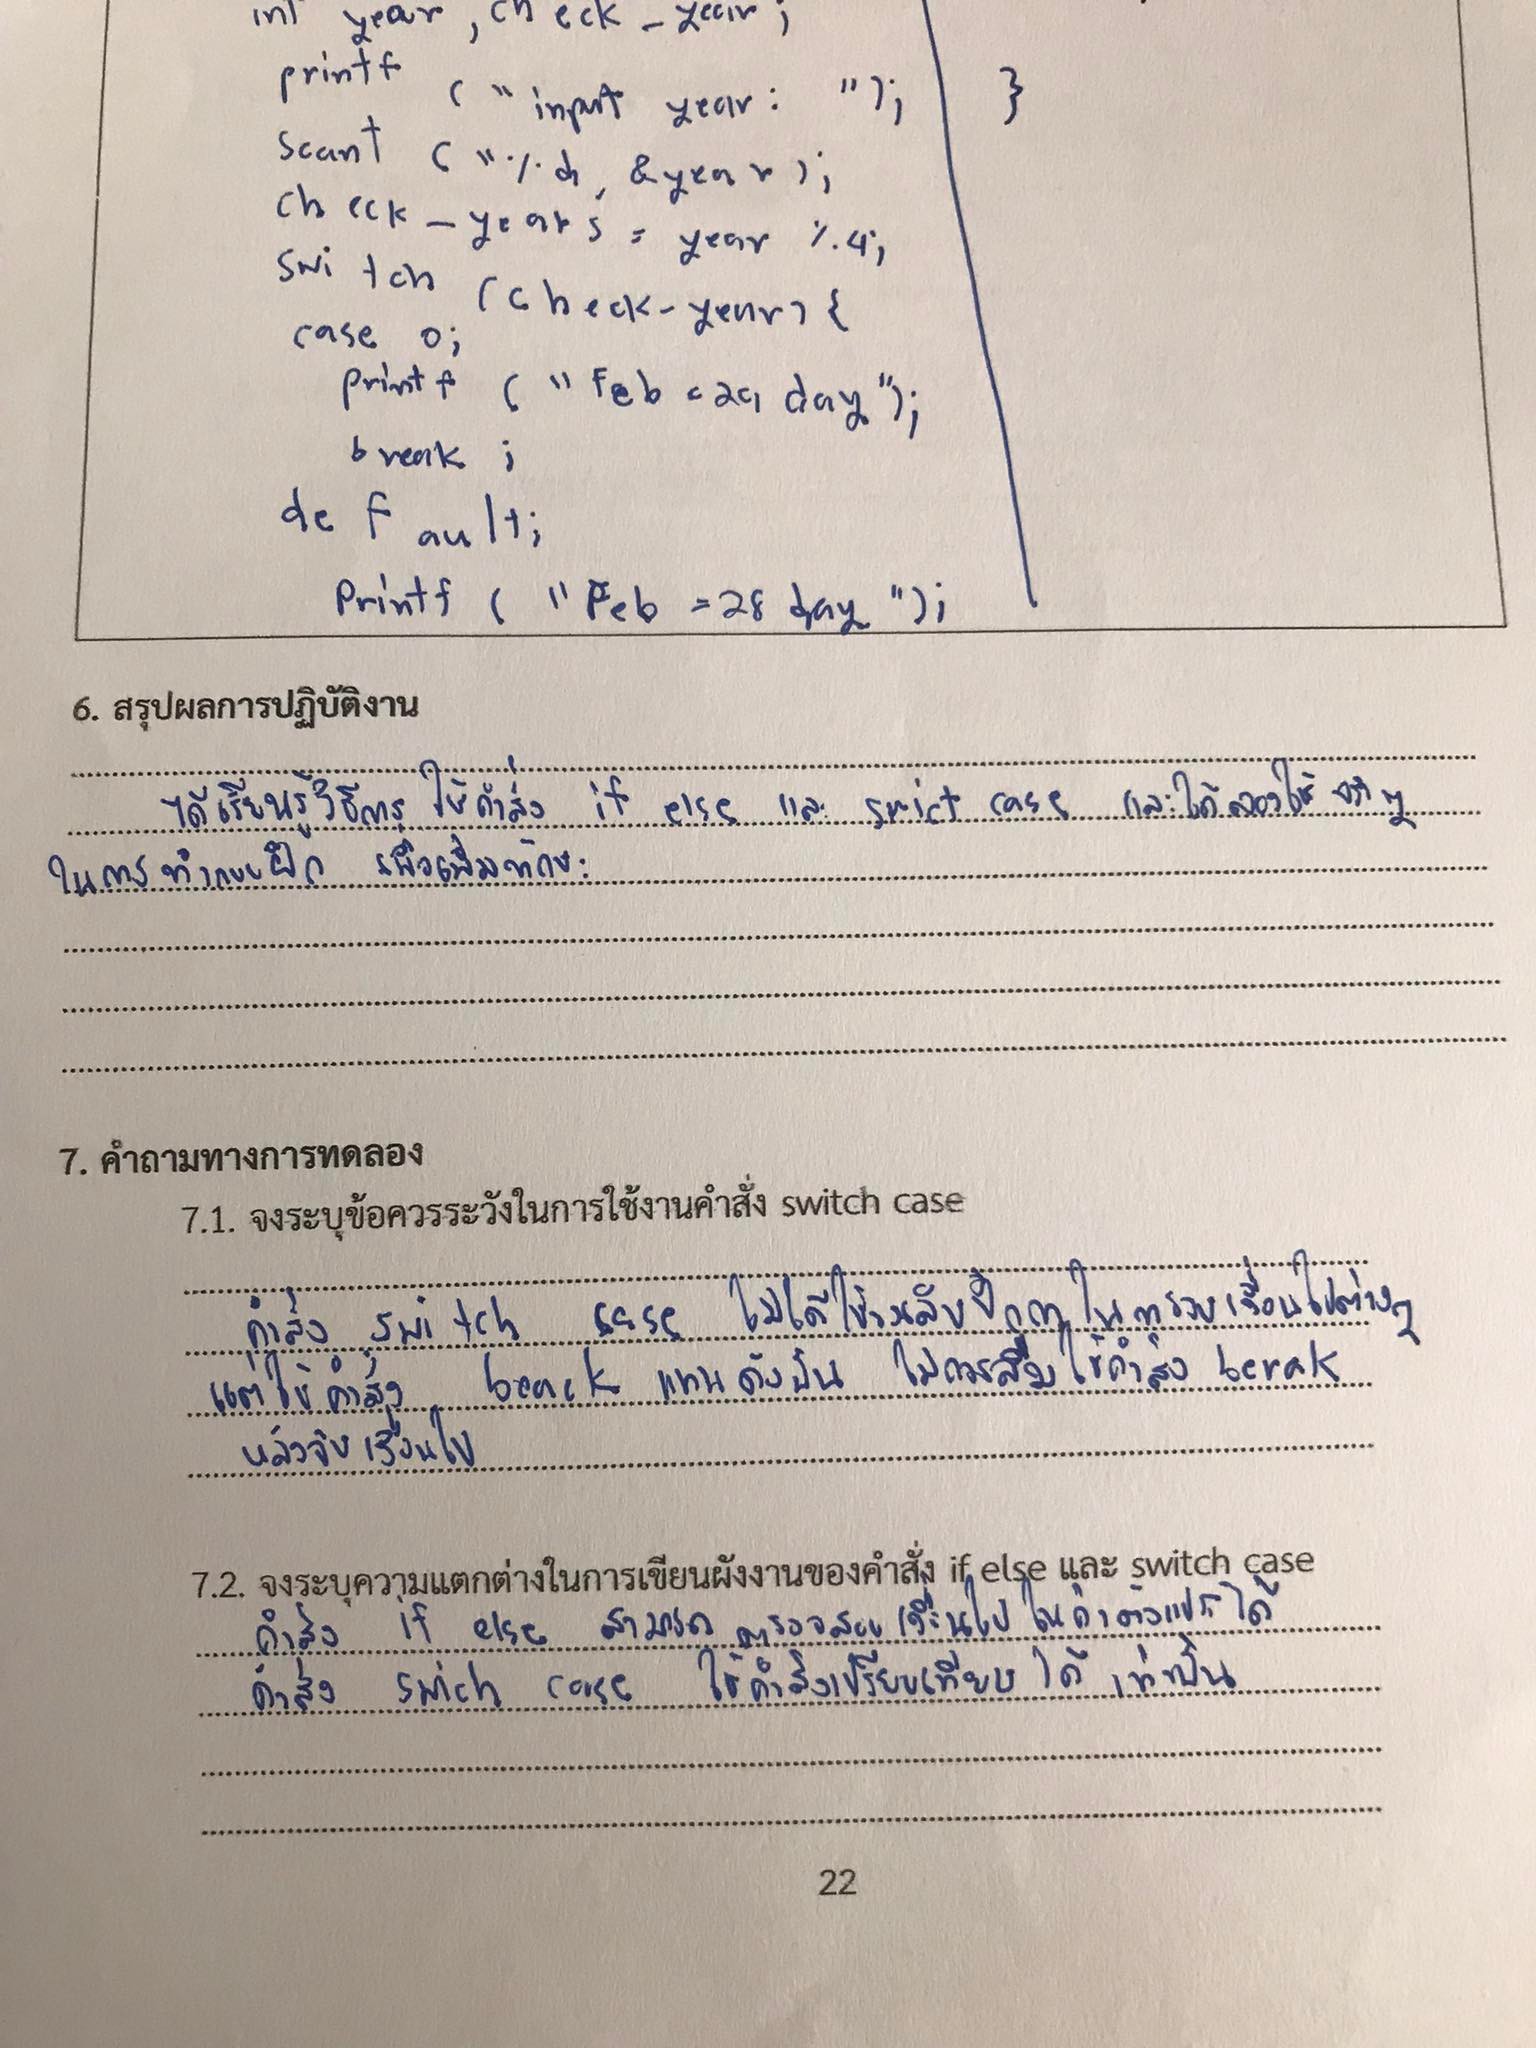 int year, check_year;
printf ("input year: ");
}
scanf ("%d, &year);
check_years = year %4;
switch (check-year) {
case 0;
printf ("Feb = 29 day");
break ;
default;
printf ("Feb = 28 day ");
6. สรุปผลการปฏิบัติงาน
ได้เรียนรู้วิธีการ ใช้คำสั่ง if else และ swict case และได้ลองใช้จริงๆ
ในการทำแบบฝึก เพื่อเพิ่มทักษะ
7. คำถามทางการทดลอง
7.1. จงระบุข้อควรระวังในการใช้งานคำสั่ง switch case
คำสั่ง switch case ไม่ได้ใช้วงเล็บปีกกาในการจบเงื่อนไขต่างๆ
แต่ใช้คำสั่ง beack แทน ดังนั้น ไม่ควรลืมใช้คำสั่ง berak
หลังจบเงื่อนไข
7.2. จงระบุความแตกต่างในการเขียนผังงานของคำสั่ง if else และ switch case
คำสั่ง if else สามารถ ตรวจสอบเงื่อนไข ในค่าตัวแปรได้
คำสั่ง swich case ใช้คำสั่งเปรียบเทียบได้ เท่านั้น
22